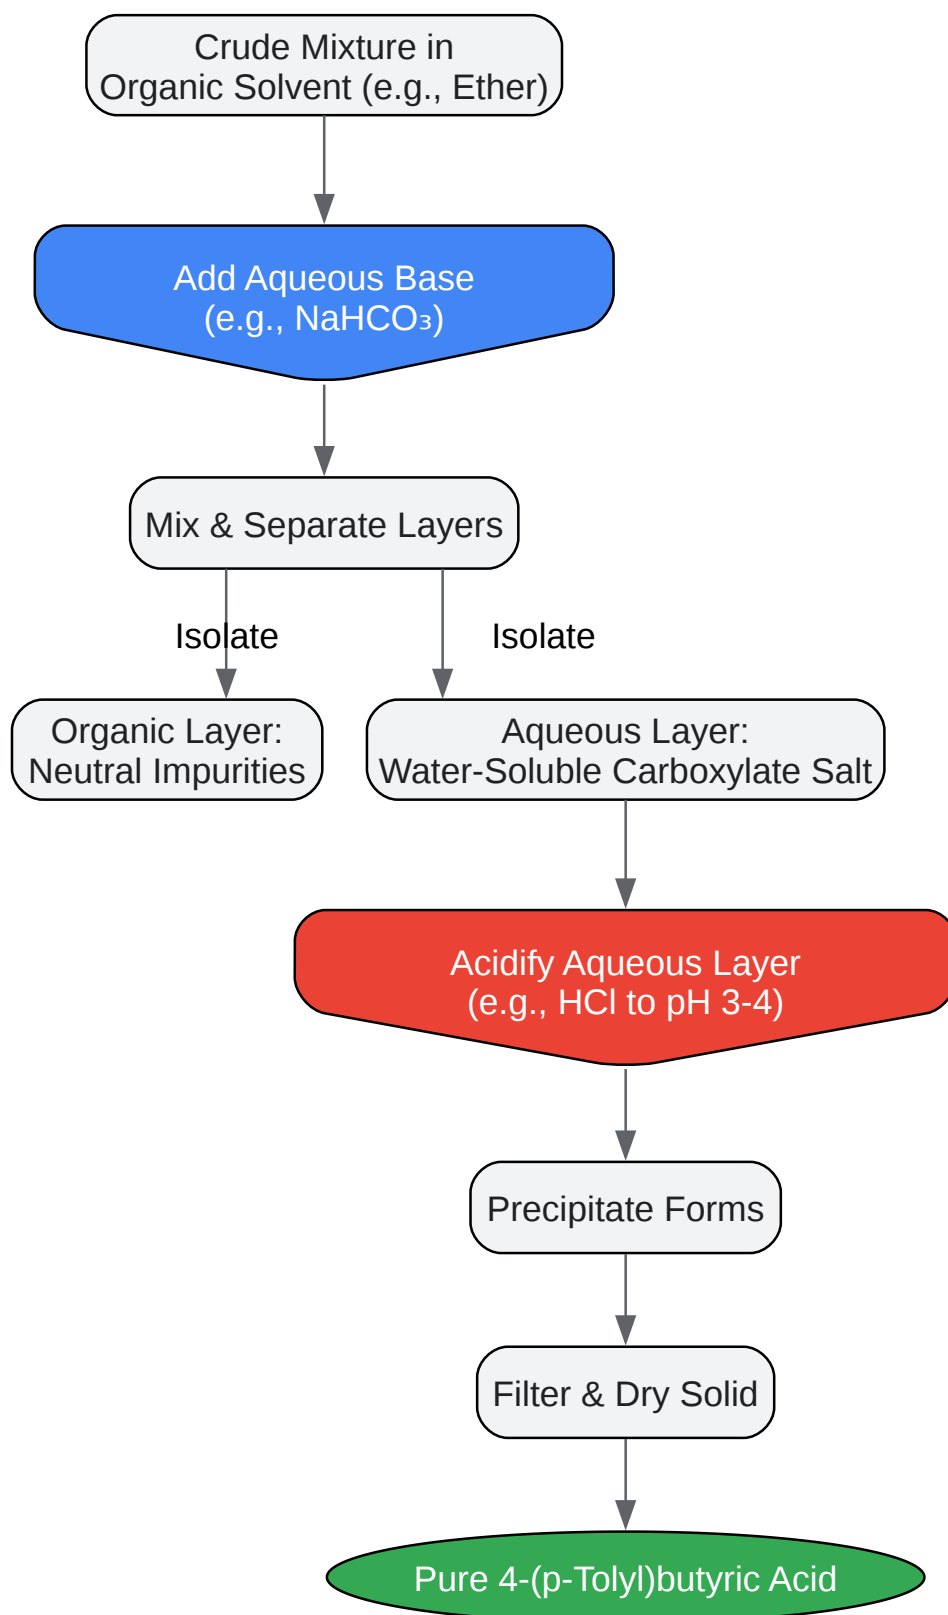 Crude Mixture in
Organic Solvent (e.g., Ether)
Add Aqueous Base
(e.g., NaHCO₃)
Mix & Separate Layers
Isolate
Isolate
Organic Layer:
Neutral Impurities
Aqueous Layer:
Water-Soluble Carboxylate Salt
Acidify Aqueous Layer
(e.g., HCl to pH 3-4)
Precipitate Forms
Filter & Dry Solid
Pure 4-(p-Tolyl)butyric Acid